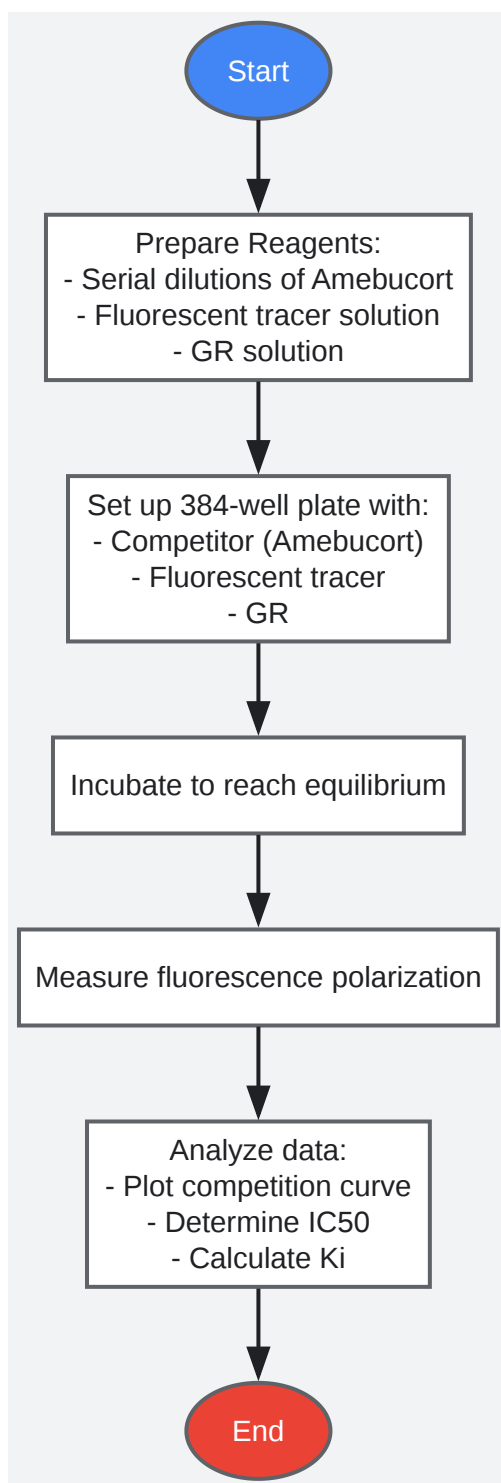 Start
Prepare Reagents:
- Serial dilutions of Amebucort
- Fluorescent tracer solution
- GR solution
Set up 384-well plate with:
- Competitor (Amebucort)
- Fluorescent tracer
- GR
Incubate to reach equilibrium
Measure fluorescence polarization
Analyze data:
- Plot competition curve
- Determine IC50
- Calculate Ki
End